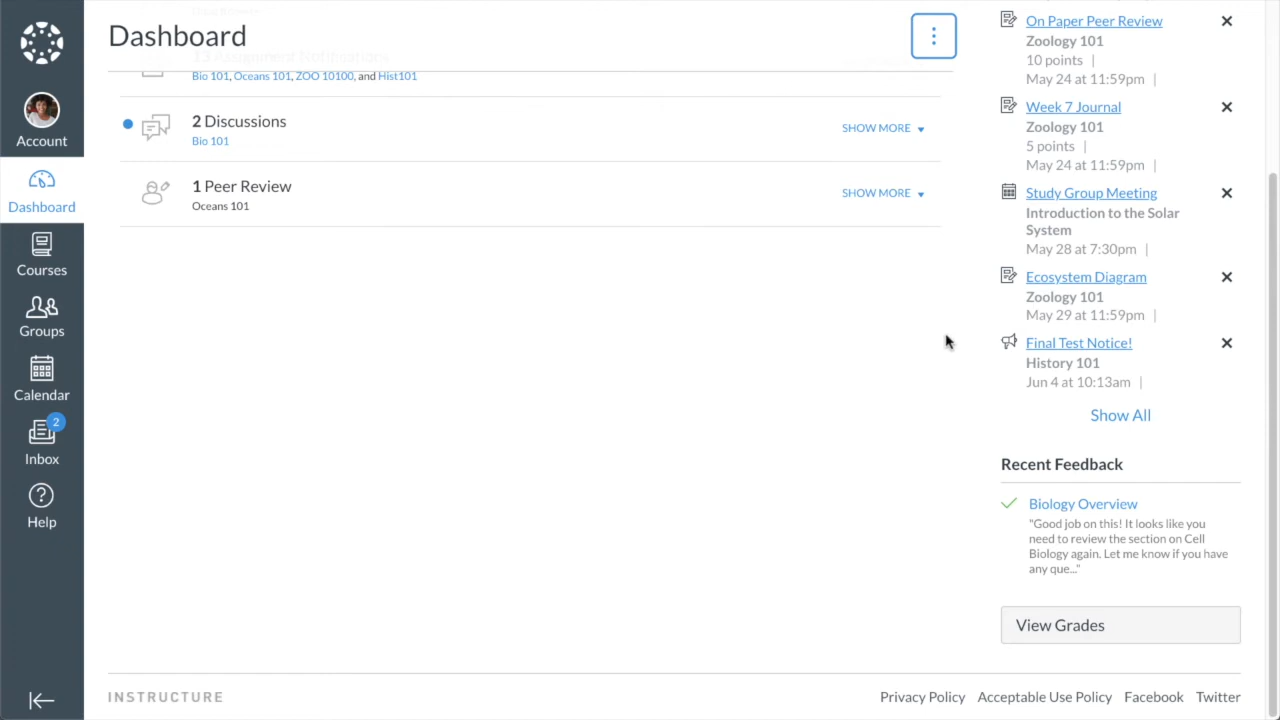 Dashboard
13 Assignment Notifications
Bio 101, Oceans 101, ZOO 10100, and Hist101
2 Discussions
Bio 101
SHOW MORE
1 Peer Review
Oceans 101
SHOW MORE
Account
Dashboard
Courses
Groups
Calendar
2
Inbox
Help
On Paper Peer Review
Zoology 101
10 points |
May 24 at 11:59pm |
Week 7 Journal
Zoology 101
5 points |
May 24 at 11:59pm |
Study Group Meeting
Introduction to the Solar
System
May 28 at 7:30pm |
Ecosystem Diagram
Zoology 101
May 29 at 11:59pm |
Final Test Notice!
History 101
Jun 4 at 10:13am |
Show All
Recent Feedback
Biology Overview
"Good job on this! It looks like you
need to review the section on Cell
Biology again. Let me know if you have
any que..."
View Grades
INSTRUCTURE
Privacy Policy Acceptable Use Policy Facebook Twitter